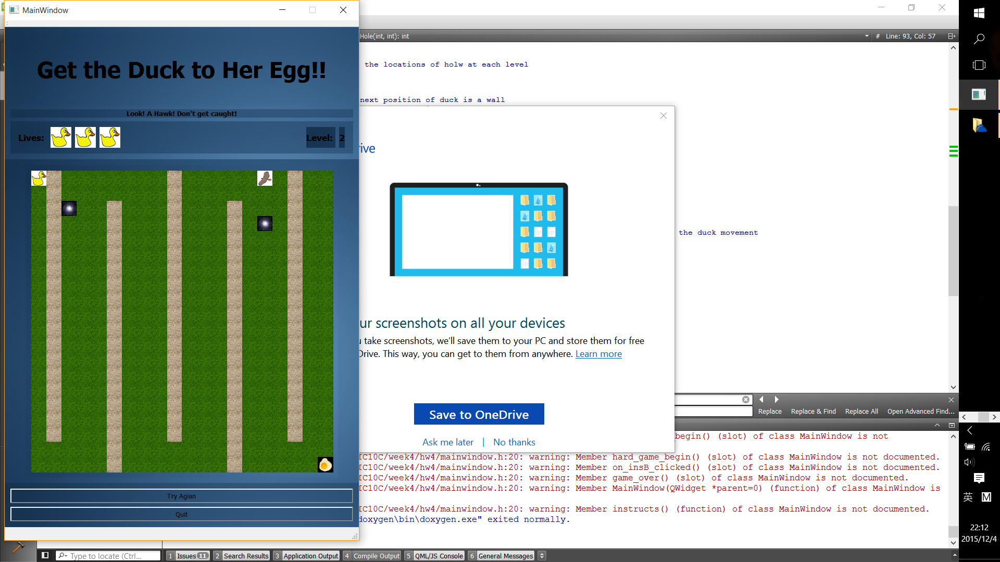 MainWindow
Get the Duck to Her Egg!!
Look! A Hawk! Don't get caught!
Lives:
Level: 2
Try Agian
Quit
Hole(int, int): int
# Line: 93, Col: 57
the locations of holw at each level
next position of duck is a wall
the duck movement
rive
ur screenshots on all your devices
u take screenshots, we'll save them to your PC and store them for free
Drive. This way, you can get to them from anywhere. Learn more
Save to OneDrive
Ask me later | No thanks
Replace Replace & Find Replace All Open Advanced Find...
begin() (slot) of class MainWindow is not
IC10C/week4/hw4/mainwindow.h:20: warning: Member hard_game_begin() (slot) of class MainWindow is not documented.
IC10C/week4/hw4/mainwindow.h:20: warning: Member on_insB_clicked() (slot) of class MainWindow is not documented.
IC10C/week4/hw4/mainwindow.h:20: warning: Member game_over() (slot) of class MainWindow is not documented.
IC10C/week4/hw4/mainwindow.h:20: warning: Member MainWindow(QWidget *parent=0) (function) of class MainWindow is
IC10C/week4/hw4/mainwindow.h:20: warning: Member instructs() (function) of class MainWindow is not documented.
doxygen\bin\doxygen.exe" exited normally.
Type to locate (Ctrl...
1 Issues 11 2 Search Results 3 Application Output 4 Compile Output 5 QML/JS Console 6 General Messages
英 M
22:12
2015/12/4